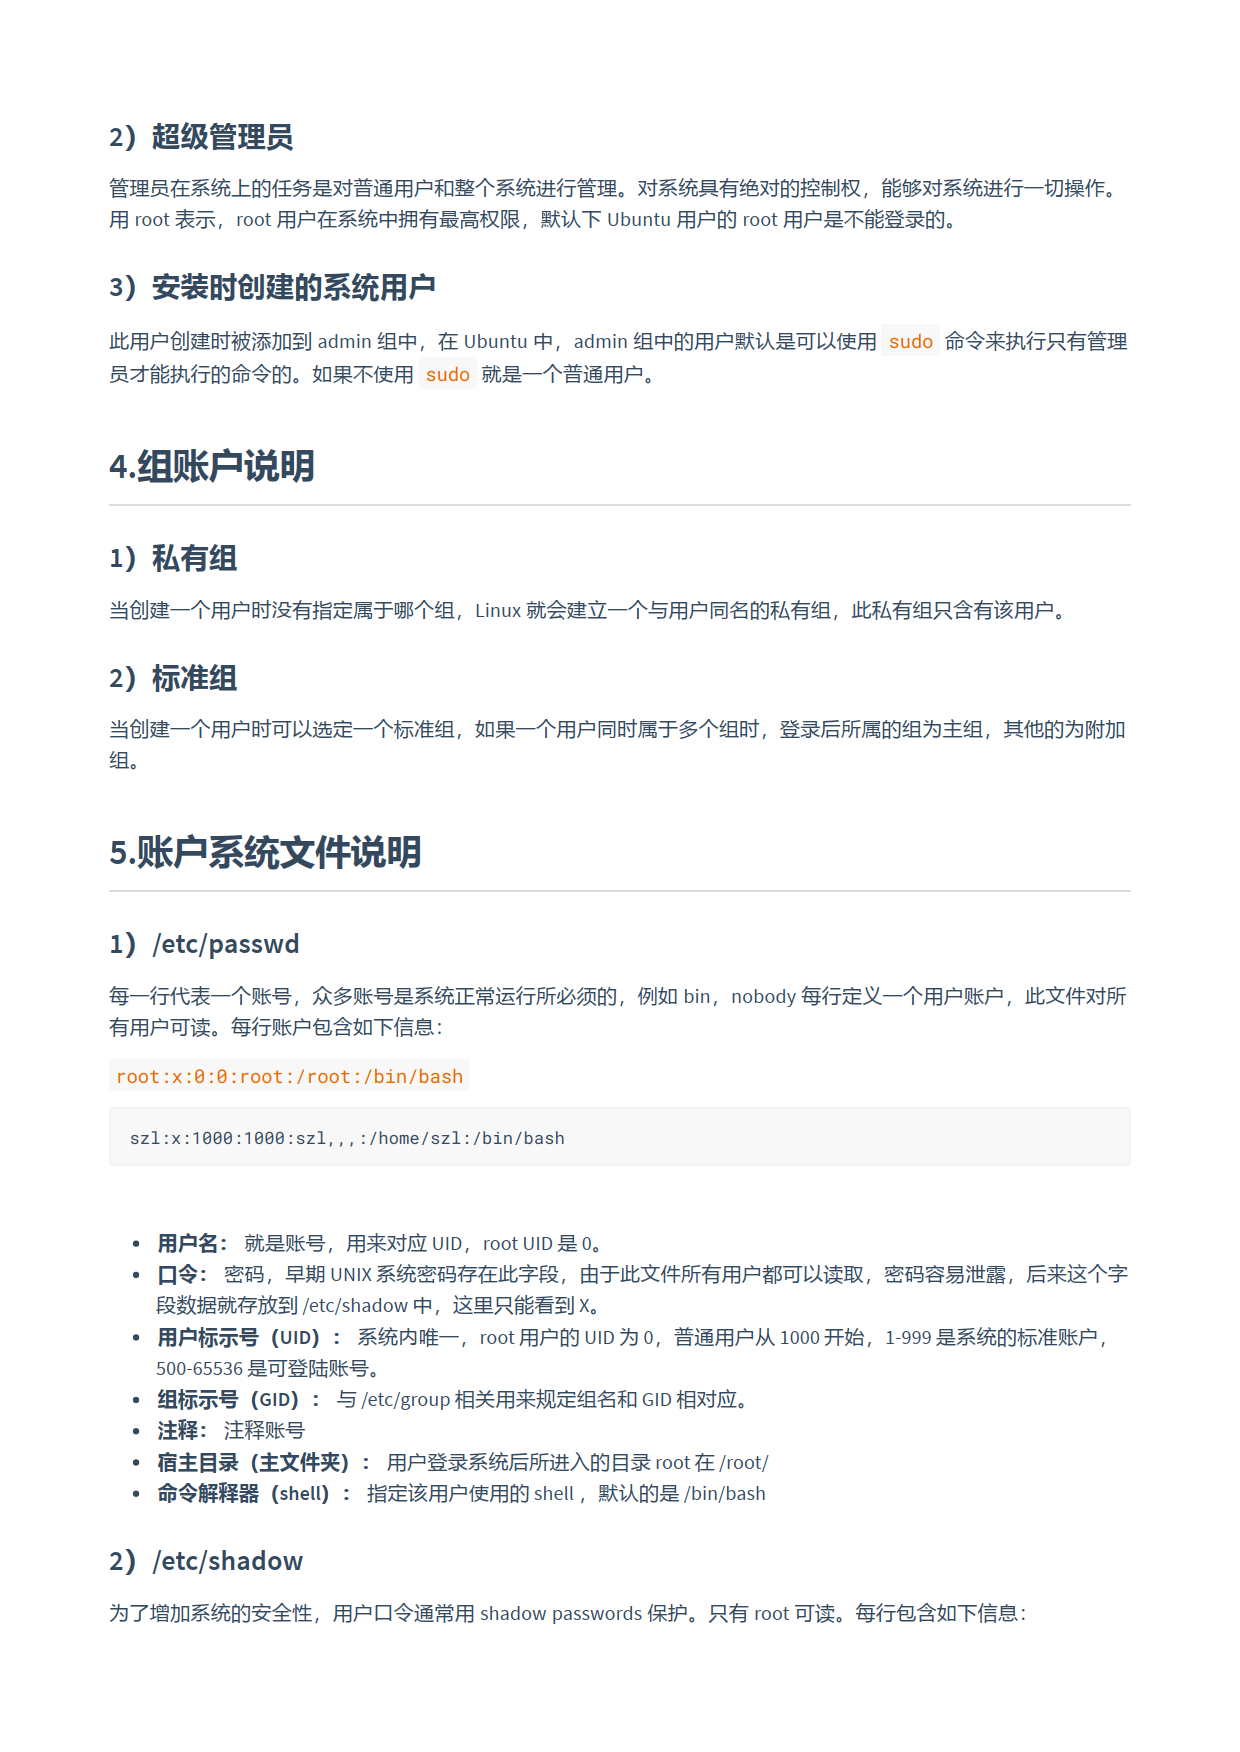 2）超级管理员
管理员在系统上的任务是对普通用户和整个系统进行管理。对系统具有绝对的控制权，能够对系统进行一切操作。
用 root 表示，root 用户在系统中拥有最高权限，默认下 Ubuntu 用户的 root 用户是不能登录的。
3）安装时创建的系统用户
此用户创建时被添加到 admin 组中，在 Ubuntu 中，admin 组中的用户默认是可以使用 sudo 命令来执行只有管理
员才能执行的命令的。如果不使用 sudo 就是一个普通用户。
4.组账户说明
1）私有组
当创建一个用户时没有指定属于哪个组，Linux 就会建立一个与用户同名的私有组，此私有组只含有该用户。
2）标准组
当创建一个用户时可以选定一个标准组，如果一个用户同时属于多个组时，登录后所属的组为主组，其他的为附加
组。
5.账户系统文件说明
1）/etc/passwd
每一行代表一个账号，众多账号是系统正常运行所必须的，例如 bin，nobody 每行定义一个用户账户，此文件对所
有用户可读。每行账户包含如下信息：
root:x:0:0:root:/root:/bin/bash
szl:x:1000:1000:szl,,,:/home/szl:/bin/bash
• 用户名： 就是账号，用来对应 UID，root UID 是 0。
• 口令： 密码，早期 UNIX 系统密码存在此字段，由于此文件所有用户都可以读取，密码容易泄露，后来这个字
段数据就存放到 /etc/shadow 中，这里只能看到 X。
• 用户标示号（UID）： 系统内唯一，root 用户的 UID 为 0，普通用户从 1000 开始，1-999 是系统的标准账户，
500-65536 是可登陆账号。
• 组标示号（GID）： 与 /etc/group 相关用来规定组名和 GID 相对应。
• 注释： 注释账号
• 宿主目录（主文件夹）： 用户登录系统后所进入的目录 root 在 /root/
• 命令解释器（shell）： 指定该用户使用的 shell ，默认的是 /bin/bash
2）/etc/shadow
为了增加系统的安全性，用户口令通常用 shadow passwords 保护。只有 root 可读。每行包含如下信息：